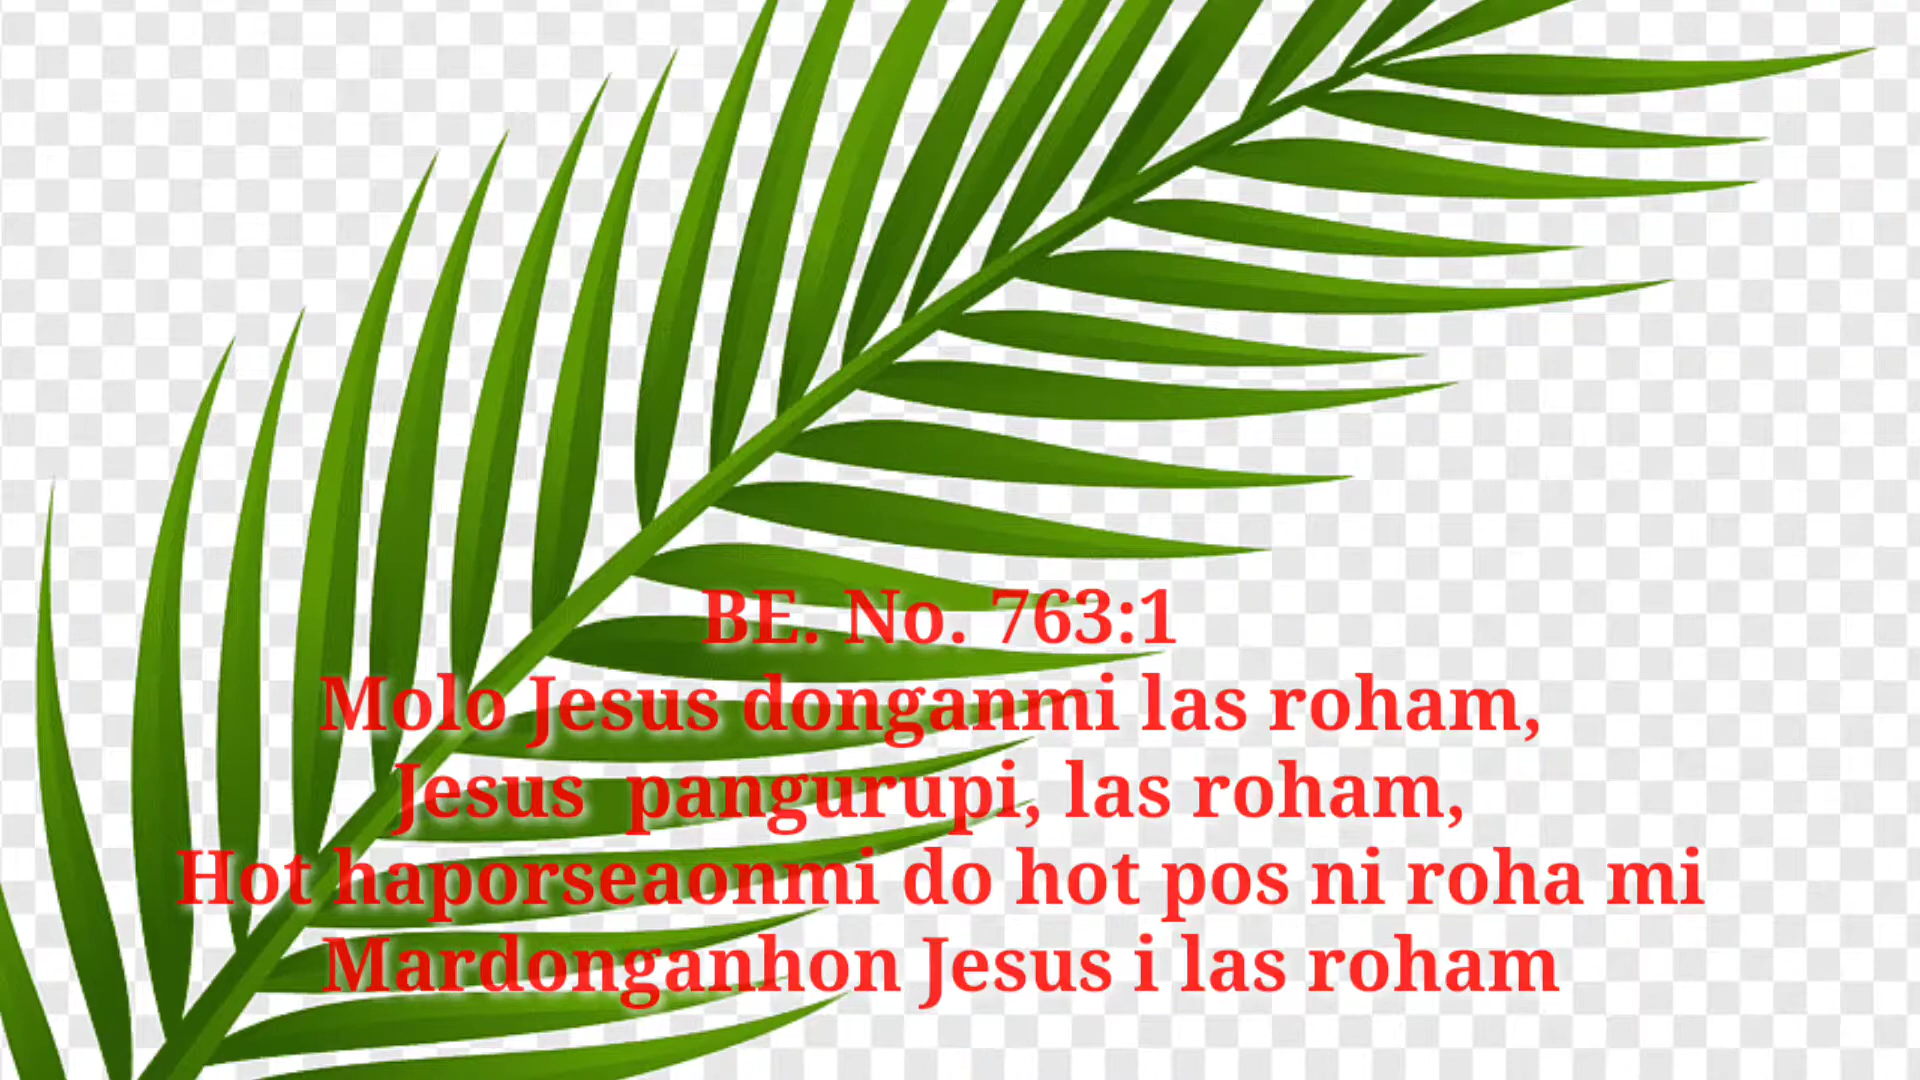 BE. No. 763:1
Molo Jesus donganmi las roham,
Jesus  pangurupi, las roham,
Hot haporseaonmi do hot pos ni roha mi
Mardonganhon Jesus i las roham